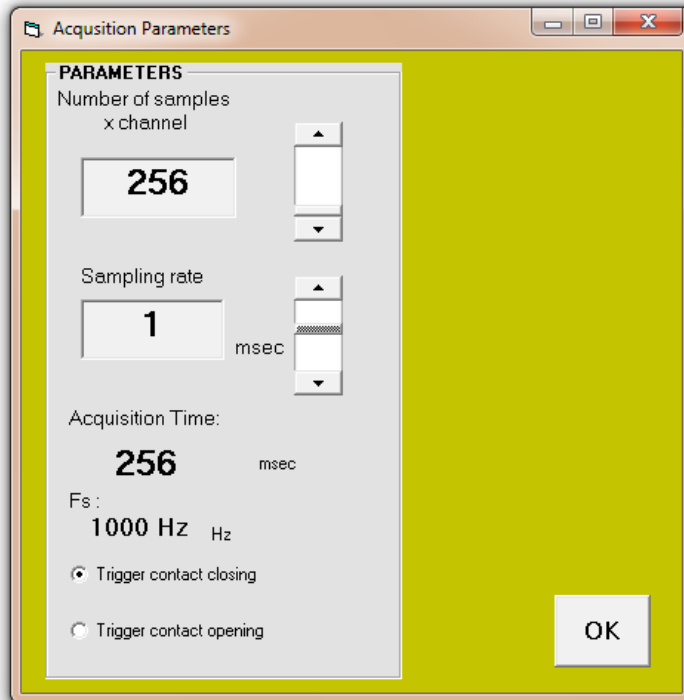 Acqusition Parameters
PARAMETERS
Number of samples
x channel
256
Sampling rate
1
msec
Acquisition Time:
256
msec
Fs :
1000 Hz
Hz
Trigger contact closing
Trigger contact opening
OK